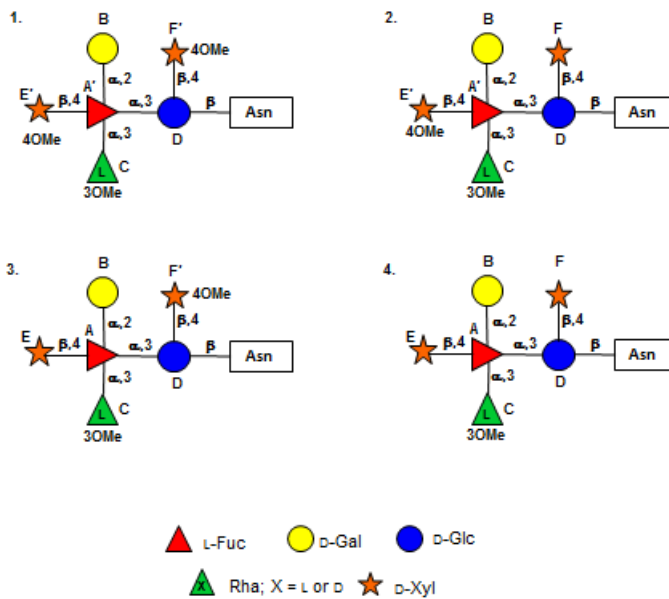 1.
B
F'
4OMe
A'
α,2
β,4
E'
β,4
α,3
β
Asn
4OMe
α,3
D
L
C
3OMe
2.
B
F
A'
α,2
β,4
E'
β,4
α,3
β
Asn
4OMe
α,3
D
L
C
3OMe
3.
B
F'
4OMe
A
α,2
β,4
E
β,4
α,3
β
Asn
α,3
D
L
C
3OMe
4.
B
F
A
α,2
β,4
E
β,4
α,3
β
Asn
α,3
D
L
C
3OMe
L-Fuc D-Gal D-Glc
X Rha; X = L or D D-Xyl